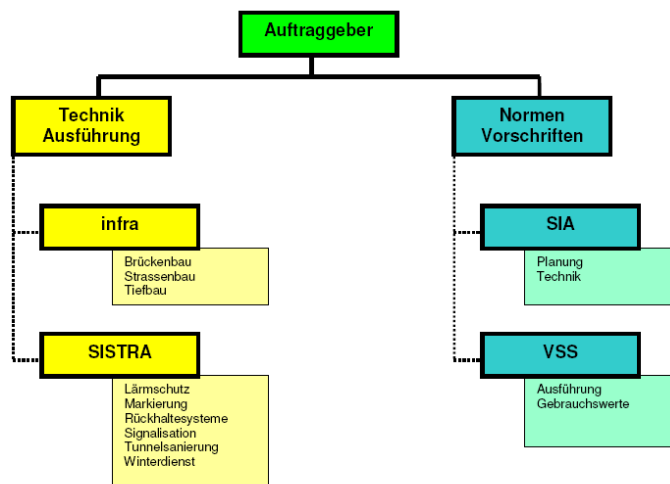 Auftraggeber
Technik
Ausführung
Normen
Vorschriften
infra
Brückenbau
Strassenbau
Tiefbau
SIA
Planung
Technik
SISTRA
Lärmschutz
Markierung
Rückhaltesysteme
Signalisation
Tunnelsanierung
Winterdienst
VSS
Ausführung
Gebrauchswerte